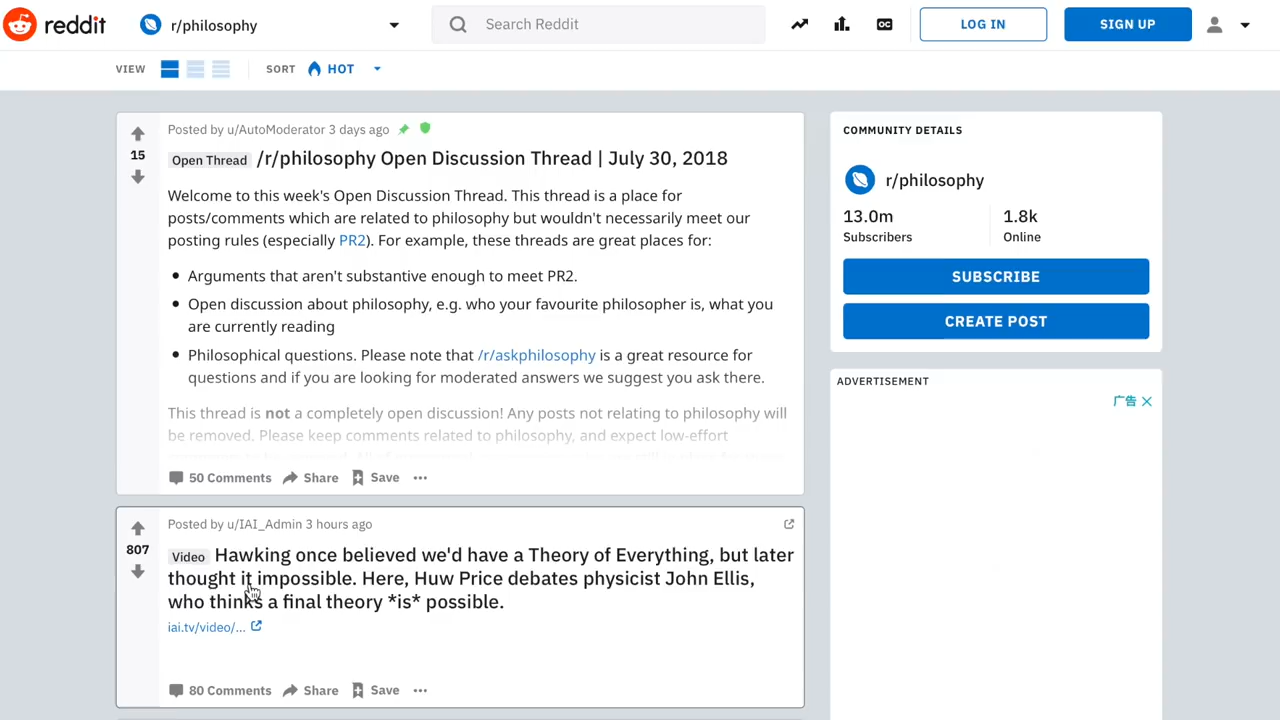 reddit
r/philosophy
Search Reddit
LOG IN
SIGN UP
VIEW
SORT
HOT
Posted by u/AutoModerator 3 days ago
15
Open Thread /r/philosophy Open Discussion Thread | July 30, 2018
Welcome to this week's Open Discussion Thread. This thread is a place for
posts/comments which are related to philosophy but wouldn't necessarily meet our
posting rules (especially PR2). For example, these threads are great places for:
• Arguments that aren't substantive enough to meet PR2.
• Open discussion about philosophy, e.g. who your favourite philosopher is, what you
are currently reading
• Philosophical questions. Please note that /r/askphilosophy is a great resource for
questions and if you are looking for moderated answers we suggest you ask there.
This thread is not a completely open discussion! Any posts not relating to philosophy will
be removed. Please keep comments related to philosophy, and expect low-effort
50 Comments Share Save
Posted by u/IAI_Admin 3 hours ago
807
Video Hawking once believed we'd have a Theory of Everything, but later
thought it impossible. Here, Huw Price debates physicist John Ellis,
who thinks a final theory *is* possible.
iai.tv/video/...
80 Comments Share Save
COMMUNITY DETAILS
r/philosophy
13.0m 1.8k
Subscribers Online
SUBSCRIBE
CREATE POST
ADVERTISEMENT
广告